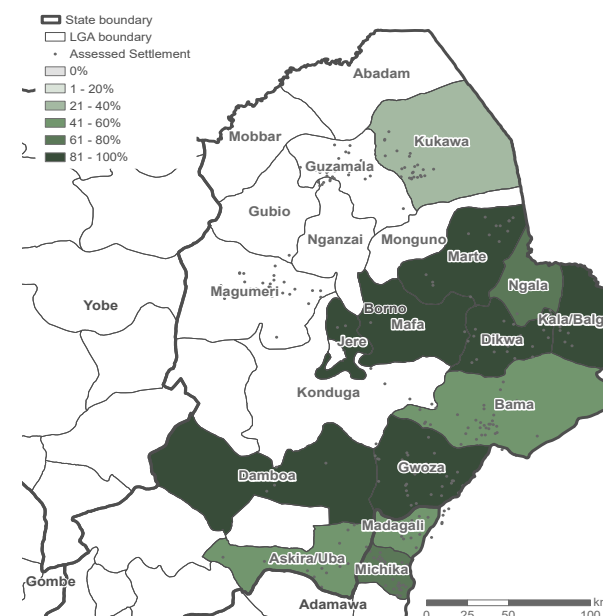 State boundary
LGA boundary
Assessed Settlement
0%
1 - 20%
21 - 40%
41 - 60%
61 - 80%
81 - 100%
Abadam
Mobbar
Kukawa
Guzamala
Gubio
Nganzai
Monguno
Marte
Magumeri
Ngala
Yobe
Borno
Mafa
Kala/Balg
Jere
Dikwa
Konduga
Bama
Damboa
Gwoza
Madagali
Askira/Uba
Michika
Gombe
Adamawa
km
0 25 50 100